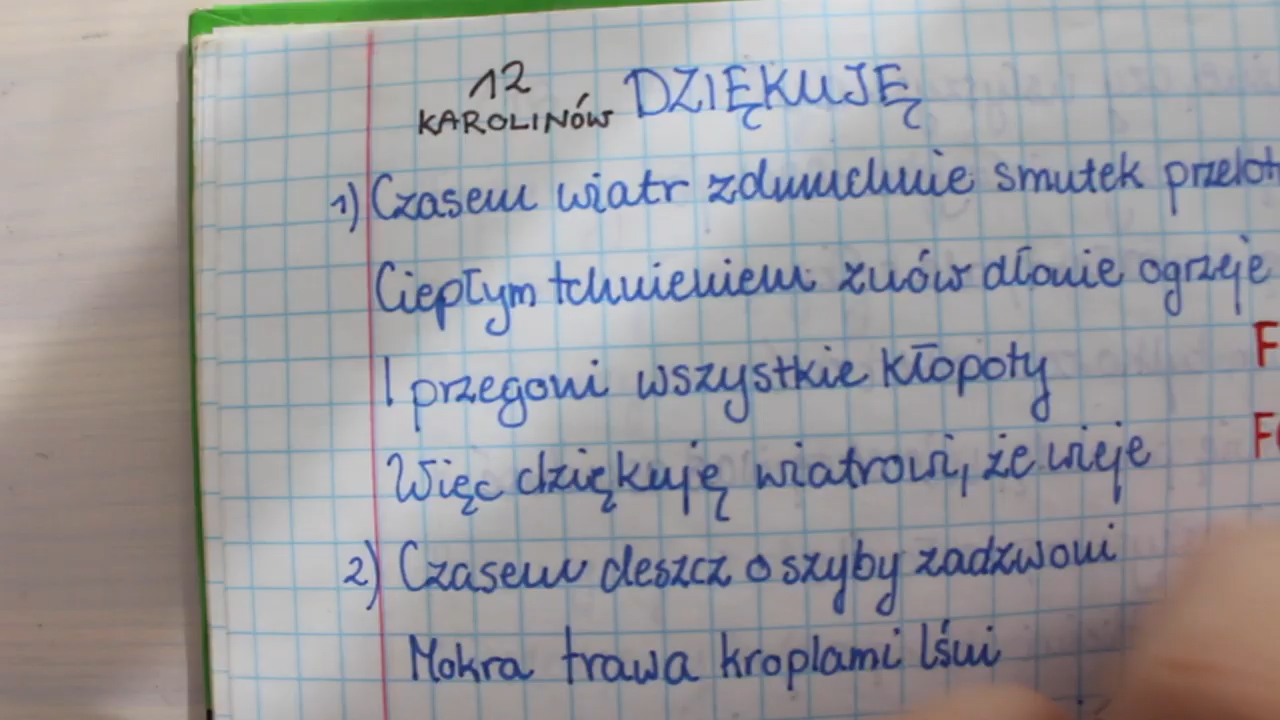 12
KAROLINÓW DZIĘKUJĘ
1) Czasem wiatr zdmuchnie smutek przelot
Ciepłym tchnieniem znów dłonie ogrzeje
I przegoni wszystkie kłopoty
F
Więc dziękuję wiatrowi, że wieje
2) Czasem deszcz o szyby zadzwoni
Mokra trawa kroplami lśni